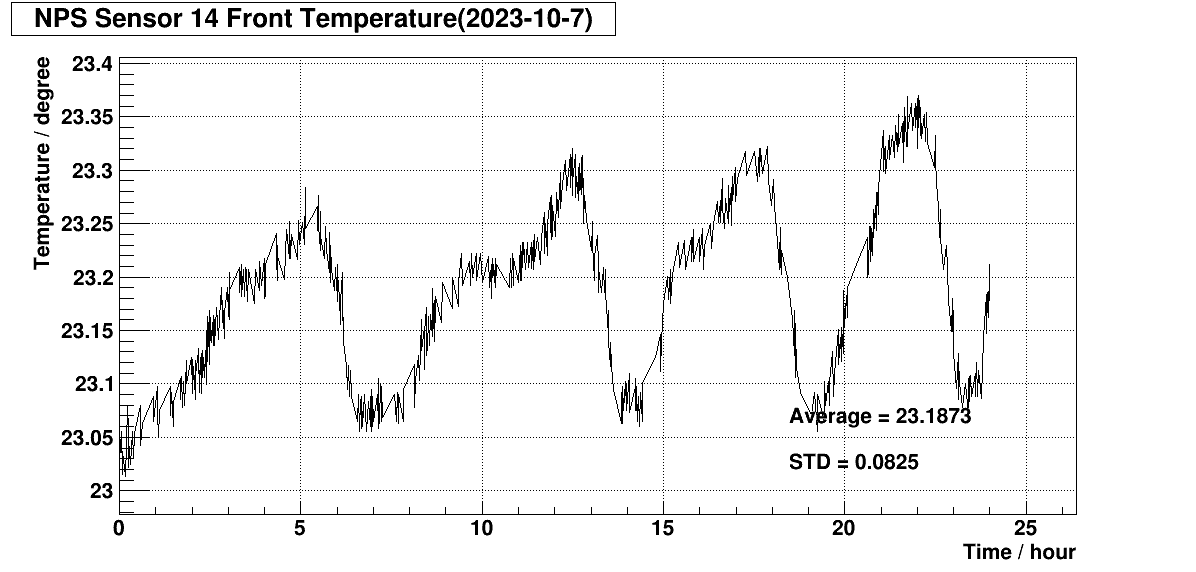 NPS Sensor 14 Front Temperature(2023-10-7)
Temperature / degree
23.4
23.35
23.3
23.25
23.2
23.15
23.1
23.05
23
Average = 23.1873
STD = 0.0825
0 5 10 15 20 25
Time / hour